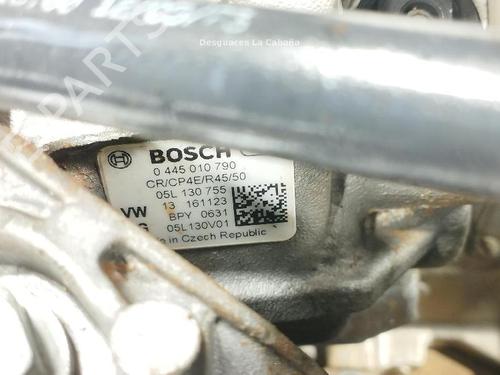 Desguaces La Cabaña
BOSCH
0 445 010 790
CR/CP4E/R45/50
05L 130 755
13 161123
VW BPY 0631
G 05L130V01
in Czech Republic